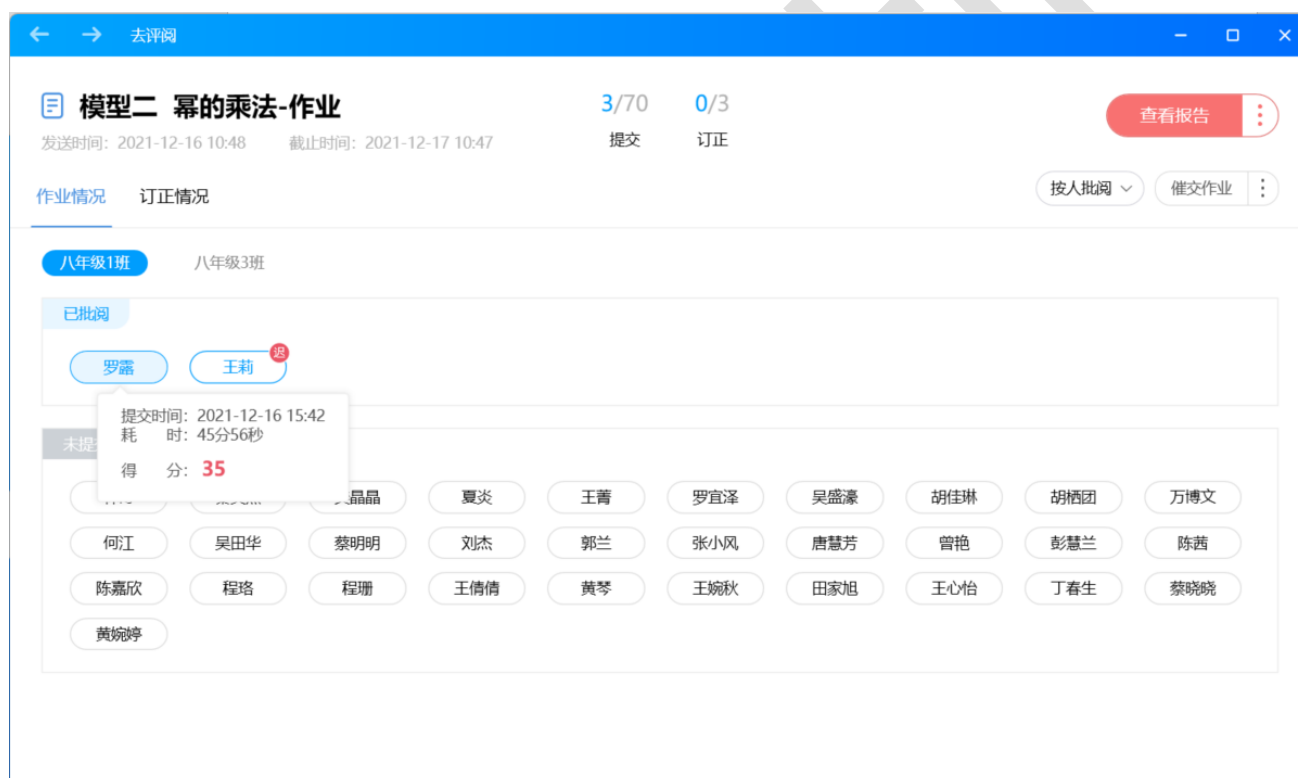 去评阅
模型二 幂的乘法-作业
3/70 0/3
查看报告
发送时间：2021-12-16 10:48 截止时间：2021-12-17 10:47
提交 订正
作业情况 订正情况
按人批阅 催交作业
八年级1班 八年级3班
已批阅
罗露 王莉 迟
提交时间：2021-12-16 15:42
耗 时：45分56秒
得 分：35
未提
晶晶 夏炎 王菁 罗宜泽 吴盛濠 胡佳琳 胡栖团 万博文
何江 吴田华 蔡明明 刘杰 郭兰 张小风 唐慧芳 曾艳 彭慧兰 陈茜
陈嘉欣 程珞 程珊 王倩倩 黄琴 王婉秋 田家旭 王心怡 丁春生 蔡晓晓
黄婉婷